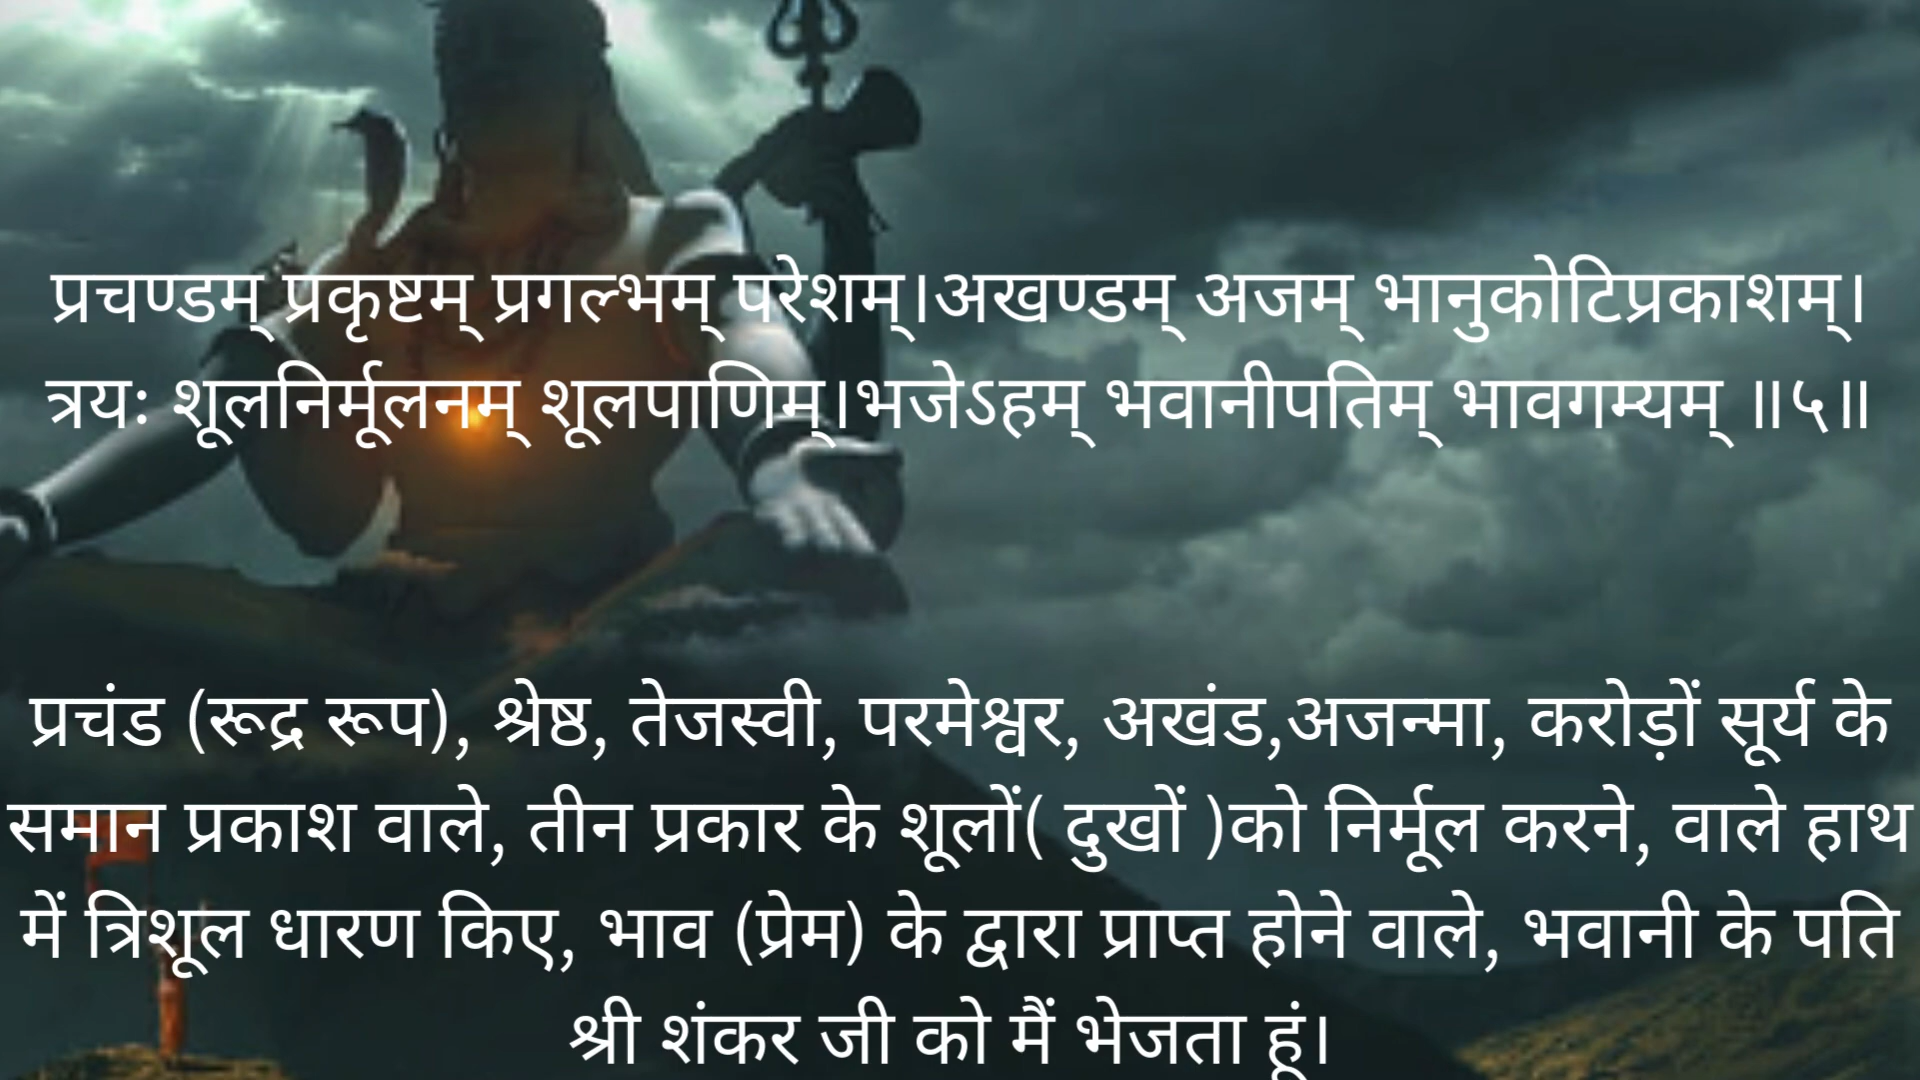 प्रचण्डम् प्रकृष्टम् प्रगल्भम् परेशम्।अखण्डम् अजम् भानुकोटिप्रकाशम्।
त्रयः शूलनिर्मूलनम् शूलपाणिम्।भजेऽहम् भवानीपतिम् भावगम्यम् ॥५॥
प्रचंड (रूद्र रूप), श्रेष्ठ, तेजस्वी, परमेश्वर, अखंड,अजन्मा, करोड़ों सूर्य के
समान प्रकाश वाले, तीन प्रकार के शूलों( दुखों )को निर्मूल करने, वाले हाथ
में त्रिशूल धारण किए, भाव (प्रेम) के द्वारा प्राप्त होने वाले, भवानी के पति
श्री शंकर जी को मैं भेजता हूं।